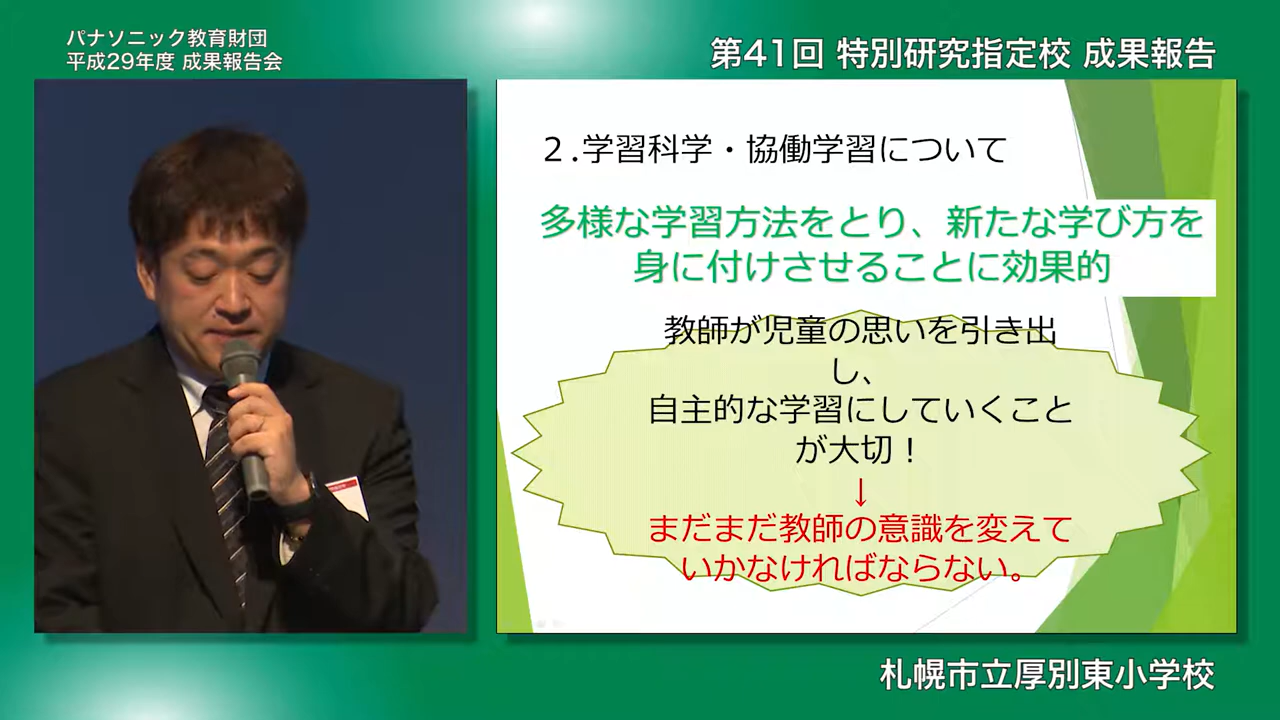 パナソニック教育財団
平成29年度 成果報告会
第41回 特別研究指定校 成果報告
２.学習科学・協働学習について
多様な学習方法をとり、新たな学び方を
身に付けさせることに効果的
教師が児童の思いを引き出
し、
自主的な学習にしていくこと
が大切！
↓
まだまだ教師の意識を変えて
いかなければならない。
札幌市立厚別東小学校